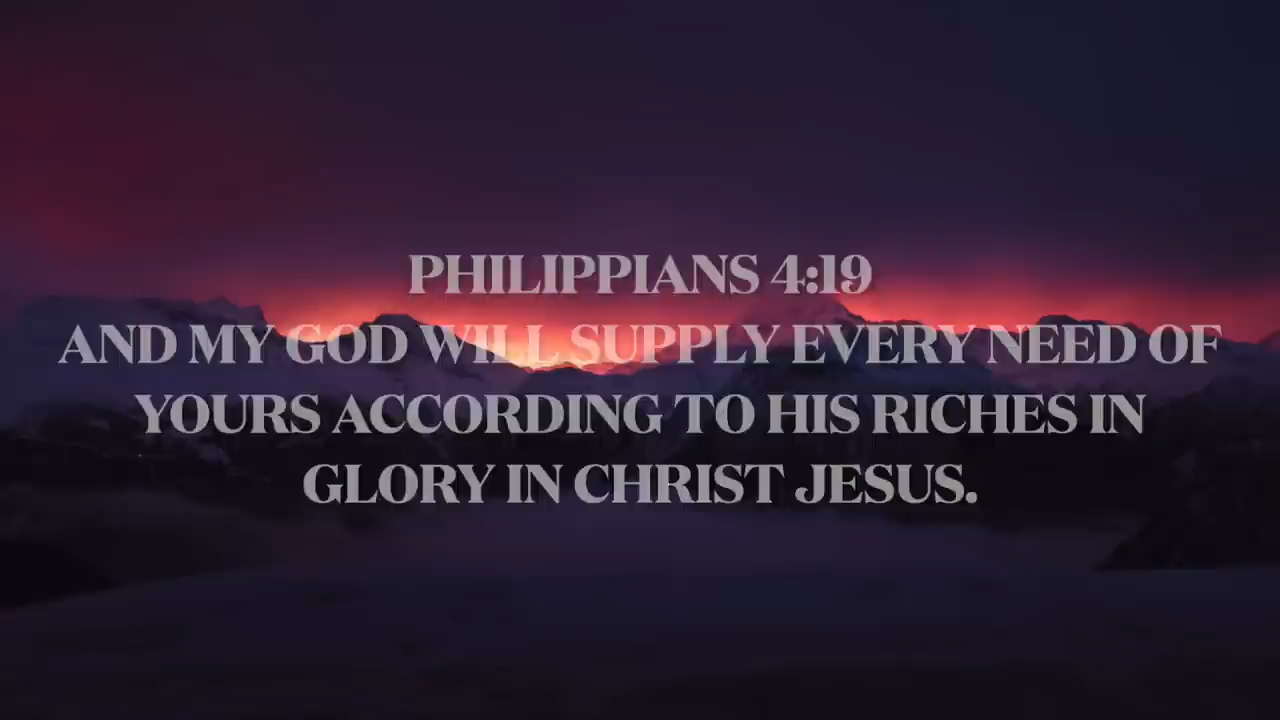 PHILIPPIANS 4:19
AND MY GOD WILL SUPPLY EVERY NEED OF
YOURS ACCORDING TO HIS RICHES IN
GLORY IN CHRIST JESUS.